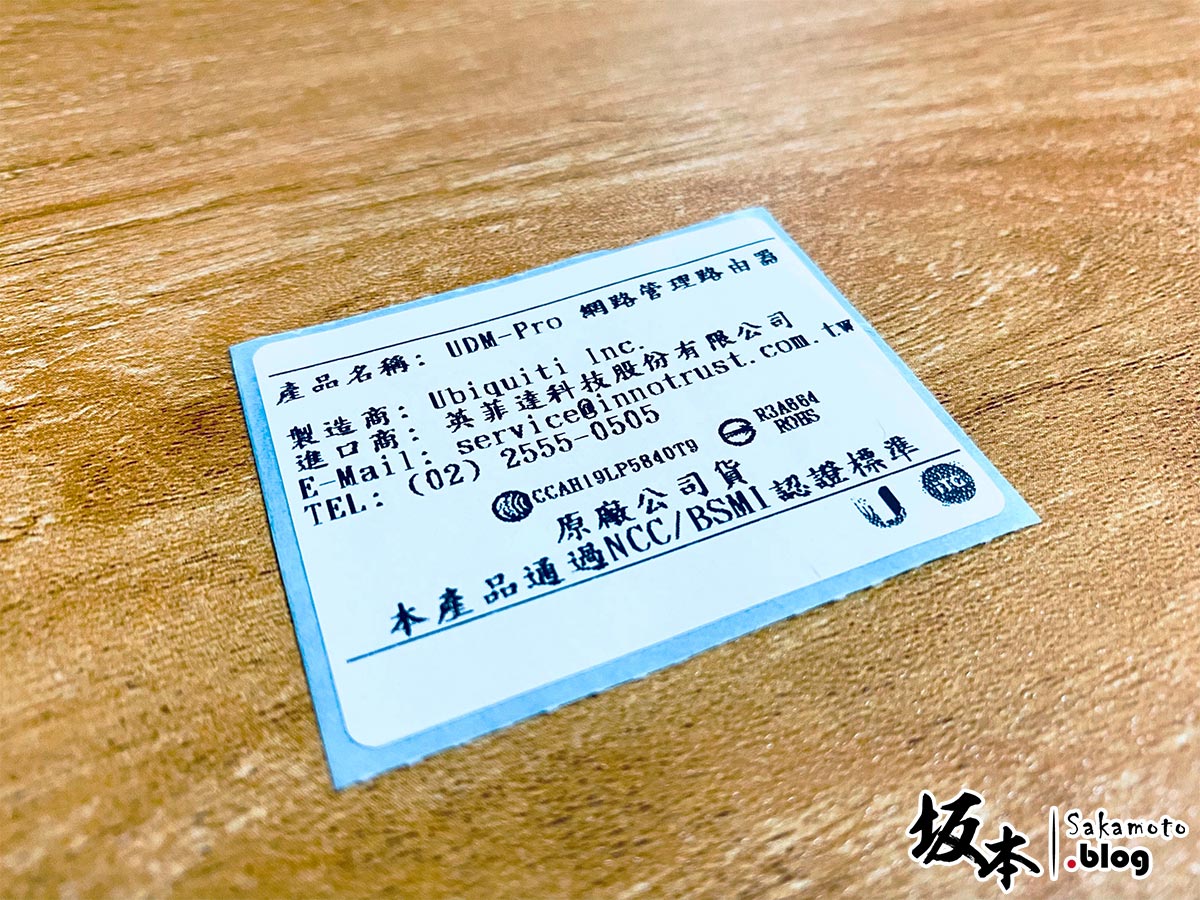 產品名稱: UDM-Pro 網路管理路由器
製造商: Ubiquiti Inc.
進口商: 英菲達科技股份有限公司
E-Mail: service@innotrust.com.tw
TEL: (02) 2555-0505
CCAH19LP5840T9
R3A664
ROHS
原廠公司貨
本產品通過NCC/BSMI認證標準
坂本
Sakamoto
.blog